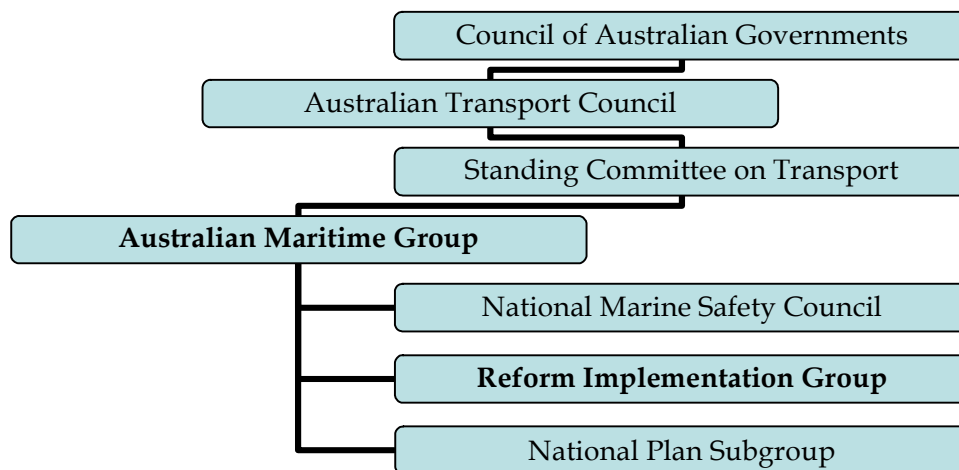 Council of Australian Governments
Australian Transport Council
Standing Committee on Transport
Australian Maritime Group
National Marine Safety Council
Reform Implementation Group
National Plan Subgroup